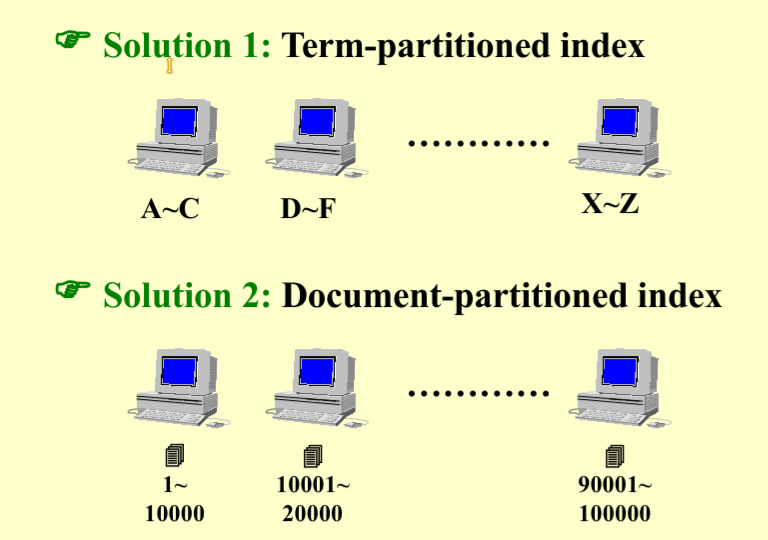 Solution 1: Term-partitioned index
............
A~C D~F X~Z
Solution 2: Document-partitioned index
............
1~ 10001~ 90001~
10000 20000 100000